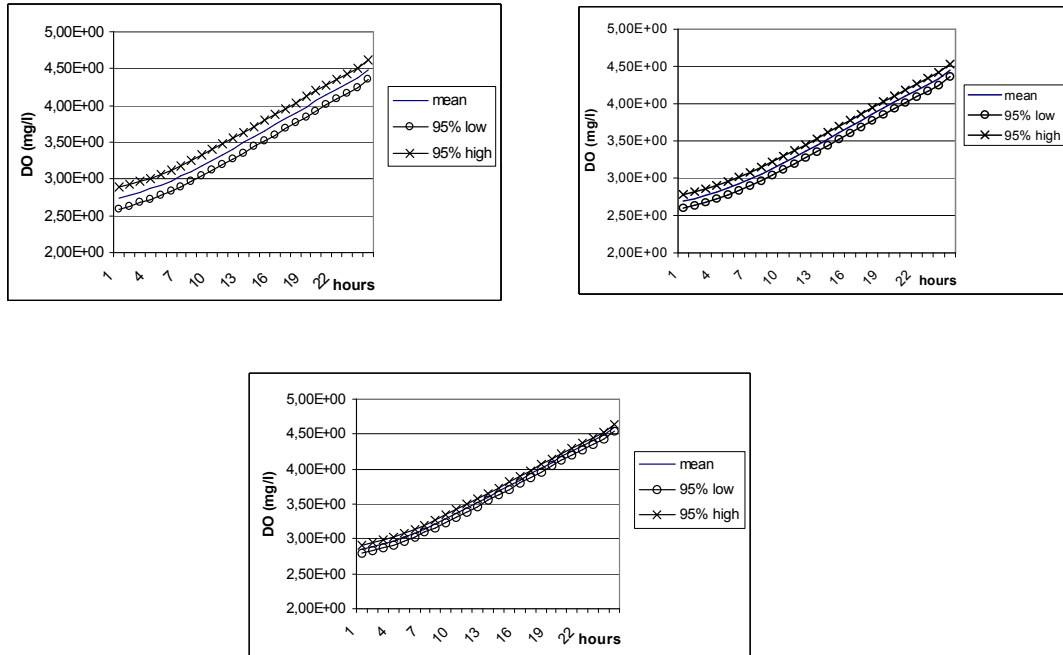 5,00E+00
4,50E+00
4,00E+00
3,50E+00
3,00E+00
2,50E+00
2,00E+00
DO (mg/l)
1 4 7 10 13 16 19 22 hours
mean
95% low
95% high
5,00E+00
4,50E+00
4,00E+00
3,50E+00
3,00E+00
2,50E+00
2,00E+00
DO (mg/l)
1 4 7 10 13 16 19 22 hours
mean
95% low
95% high
5,00E+00
4,50E+00
4,00E+00
3,50E+00
3,00E+00
2,50E+00
2,00E+00
DO (mg/l)
1 4 7 10 13 16 19 22 hours
mean
95% low
95% high